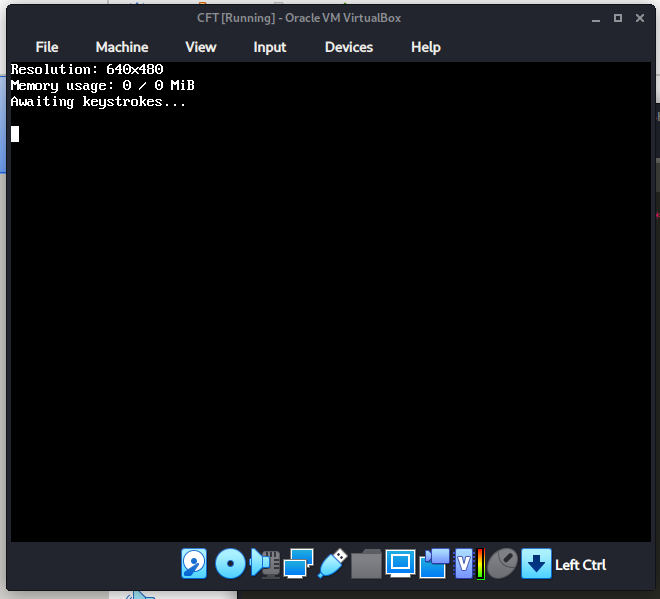 CFT [Running] - Oracle VM VirtualBox
File Machine View Input Devices Help
Resolution: 640x480
Memory usage: 0 / 0 MiB
Awaiting keystrokes...
V
Left Ctrl